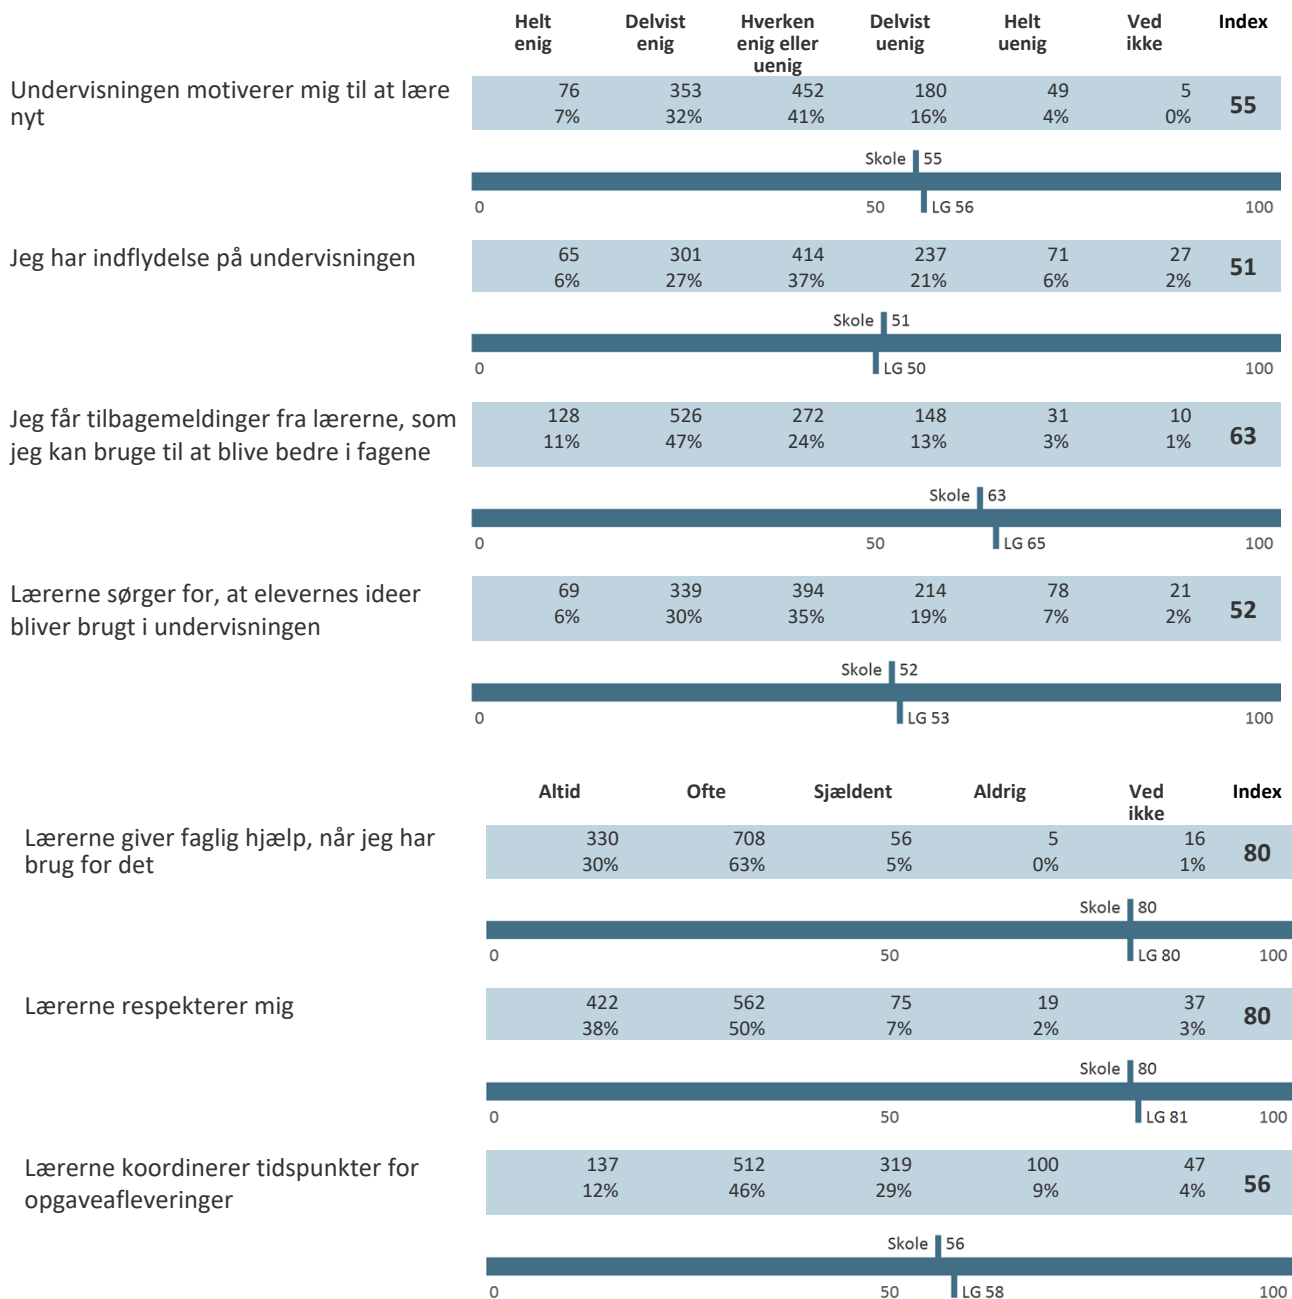 Helt enig Delvist enig Hverken enig eller uenig Delvist uenig Helt uenig Ved ikke Index
Undervisningen motiverer mig til at lære
nyt
76 353 452 180 49 5
7% 32% 41% 16% 4% 0%
55
Skole 55
0 50 LG 56 100
Jeg har indflydelse på undervisningen
65 301 414 237 71 27
6% 27% 37% 21% 6% 2%
51
Skole 51
0 LG 50 100
Jeg får tilbagemeldinger fra lærerne, som
jeg kan bruge til at blive bedre i fagene
128 526 272 148 31 10
11% 47% 24% 13% 3% 1%
63
Skole 63
0 50 LG 65 100
Lærerne sørger for, at elevernes ideer
bliver brugt i undervisningen
69 339 394 214 78 21
6% 30% 35% 19% 7% 2%
52
Skole 52
0 LG 53 100
Altid Ofte Sjældent Aldrig Ved ikke Index
Lærerne giver faglig hjælp, når jeg har
brug for det
330 708 56 5 16
30% 63% 5% 0% 1%
80
Skole 80
0 50 LG 80 100
Lærerne respekterer mig
422 562 75 19 37
38% 50% 7% 2% 3%
80
Skole 80
0 50 LG 81 100
Lærerne koordinerer tidspunkter for
opgaveafleveringer
137 512 319 100 47
12% 46% 29% 9% 4%
56
Skole 56
0 50 LG 58 100